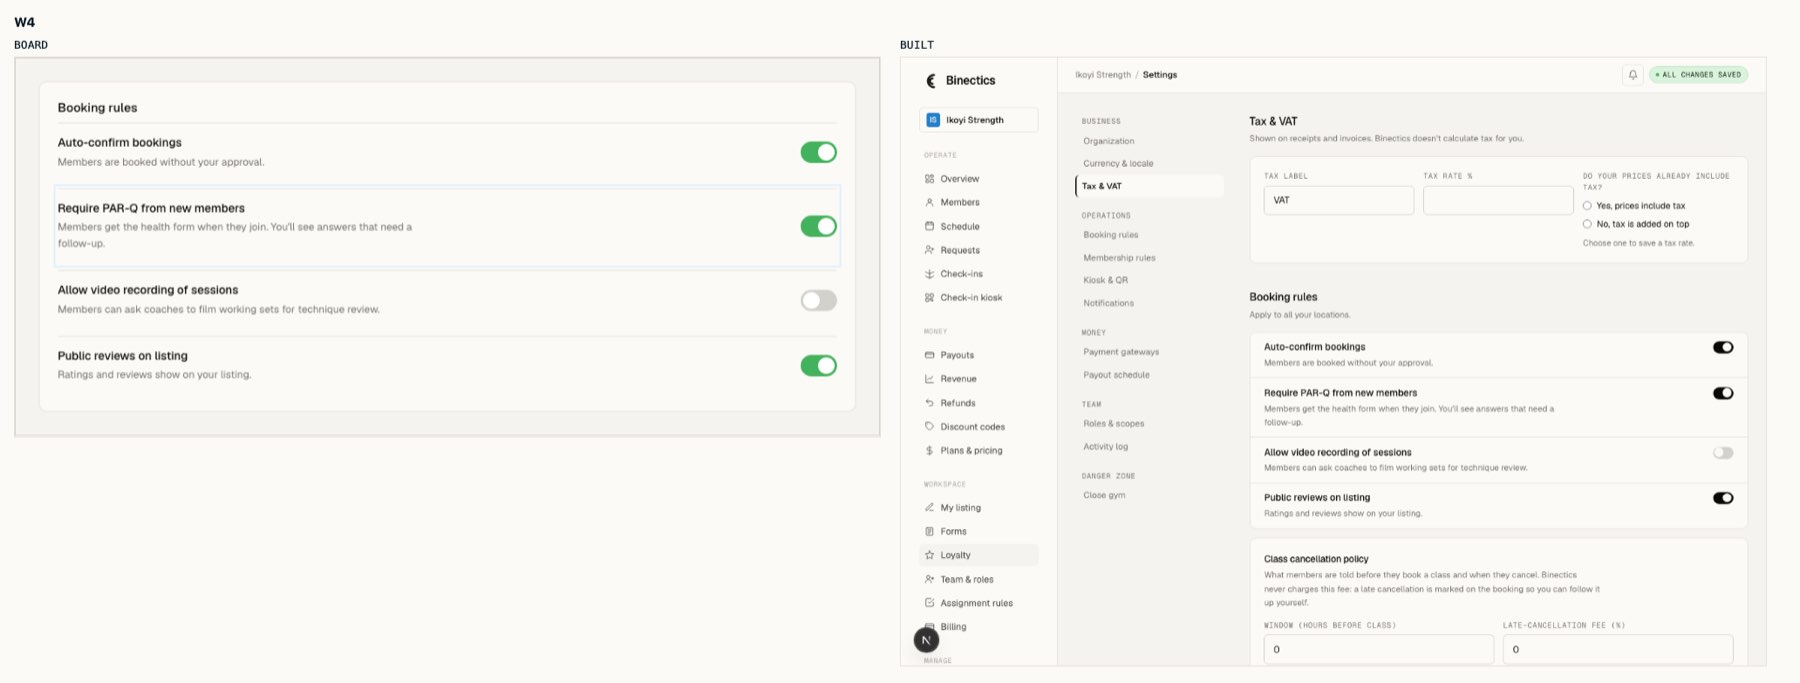 W4
BOARD
Booking rules
Auto-confirm bookings
Members are booked without your approval.
Require PAR-Q from new members
Members get the health form when they join. You'll see answers that need a
follow-up.
Allow video recording of sessions
Members can ask coaches to film working sets for technique review.
Public reviews on listing
Ratings and reviews show on your listing.
BUILT
Binectics
IS Ikoyi Strength
OPERATE
Overview
Members
Schedule
Requests
Check-ins
Check-in kiosk
MONEY
Payouts
Revenue
Refunds
Discount codes
Plans & pricing
WORKSPACE
My listing
Forms
Loyalty
Team & roles
Assignment rules
Billing
N
MANAGE
Ikoyi Strength / Settings
ALL CHANGES SAVED
BUSINESS
Organization
Currency & locale
Tax & VAT
OPERATIONS
Booking rules
Membership rules
Kiosk & QR
Notifications
MONEY
Payment gateways
Payout schedule
TEAM
Roles & scopes
Activity log
DANGER ZONE
Close gym
Tax & VAT
Shown on receipts and invoices. Binectics doesn't calculate tax for you.
TAX LABEL
VAT
TAX RATE %
DO YOUR PRICES ALREADY INCLUDE
TAX?
Yes, prices include tax
No, tax is added on top
Choose one to save a tax rate.
Booking rules
Apply to all your locations.
Auto-confirm bookings
Members are booked without your approval.
Require PAR-Q from new members
Members get the health form when they join. You'll see answers that need a
follow-up.
Allow video recording of sessions
Members can ask coaches to film working sets for technique review.
Public reviews on listing
Ratings and reviews show on your listing.
Class cancellation policy
What members are told before they book a class and when they cancel. Binectics
never charges this fee: a late cancellation is marked on the booking so you can follow it
up yourself.
WINDOW (HOURS BEFORE CLASS)
0
LATE-CANCELLATION FEE (%)
0